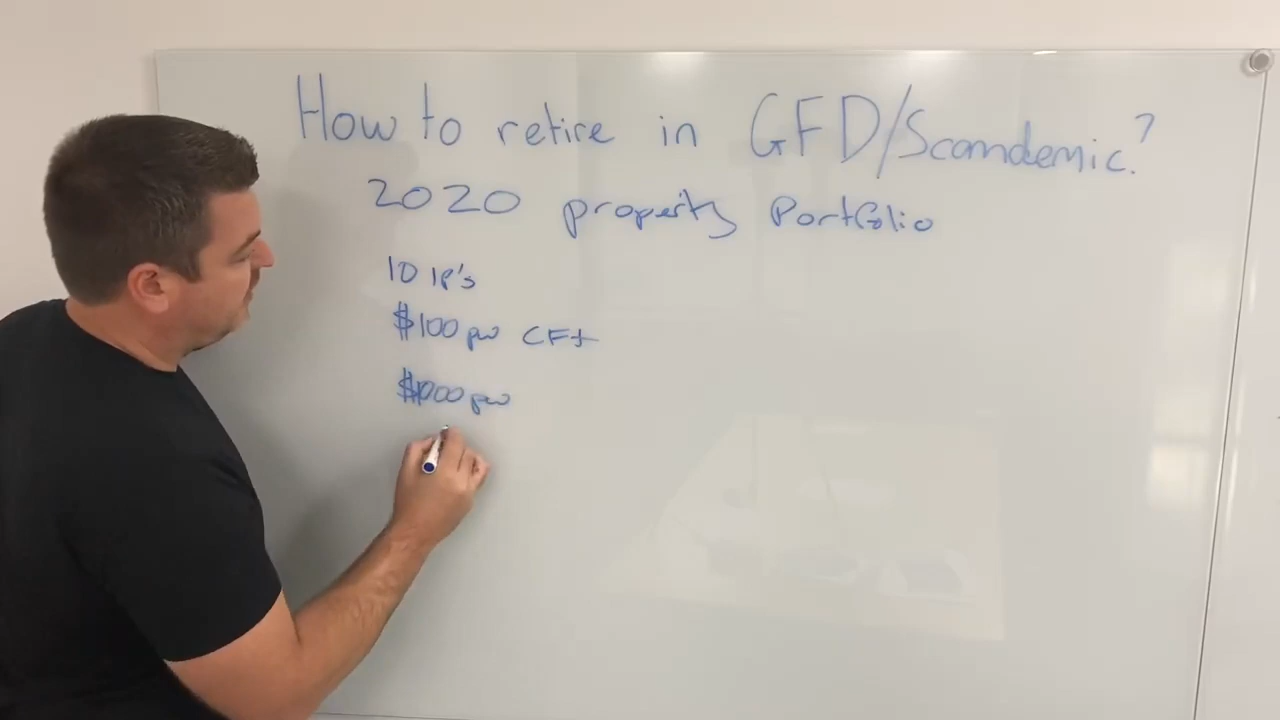 How to retire in GFD/Scamdemic?
2020 property Portfolio
10 IP's
$100 pw CF+
$1000 pw